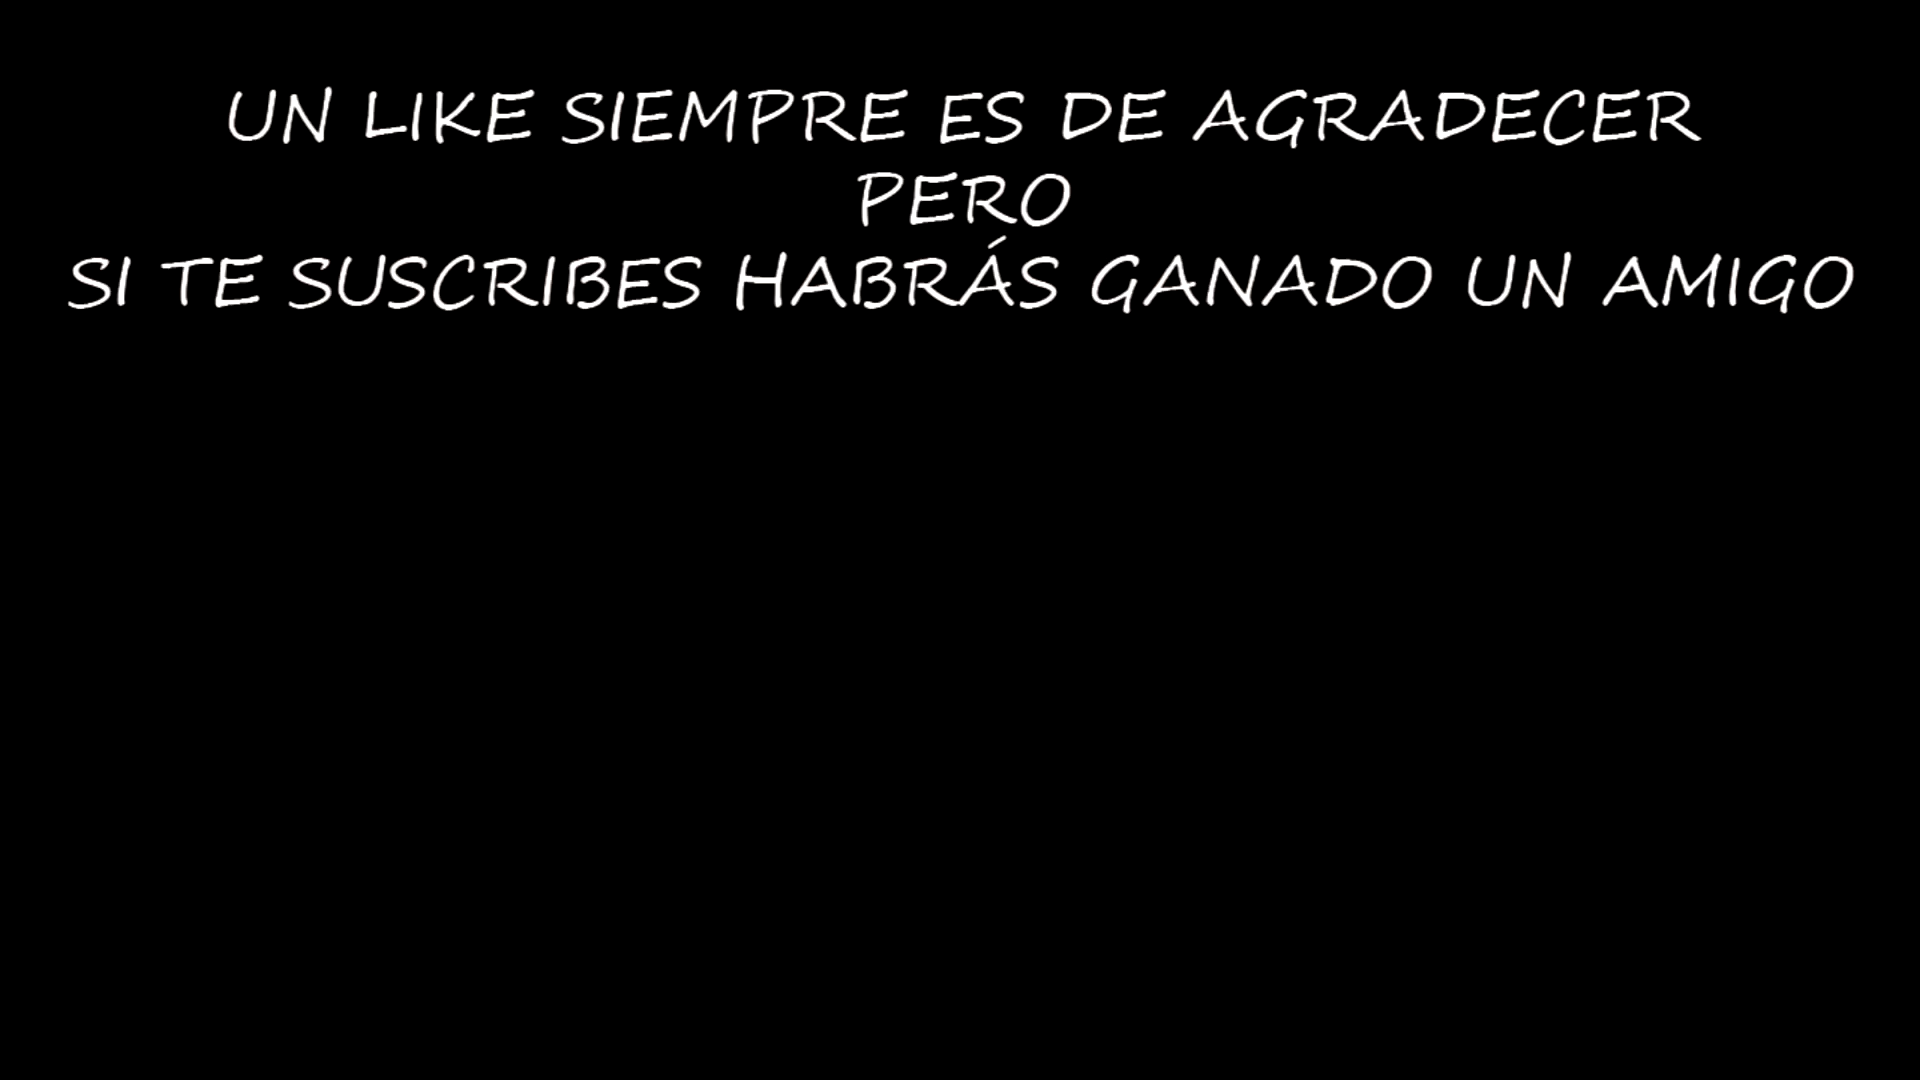 UN LIKE SIEMPRE ES DE AGRADECER
PERO
SI TE SUSCRIBES HABRÁS GANADO UN AMIGO